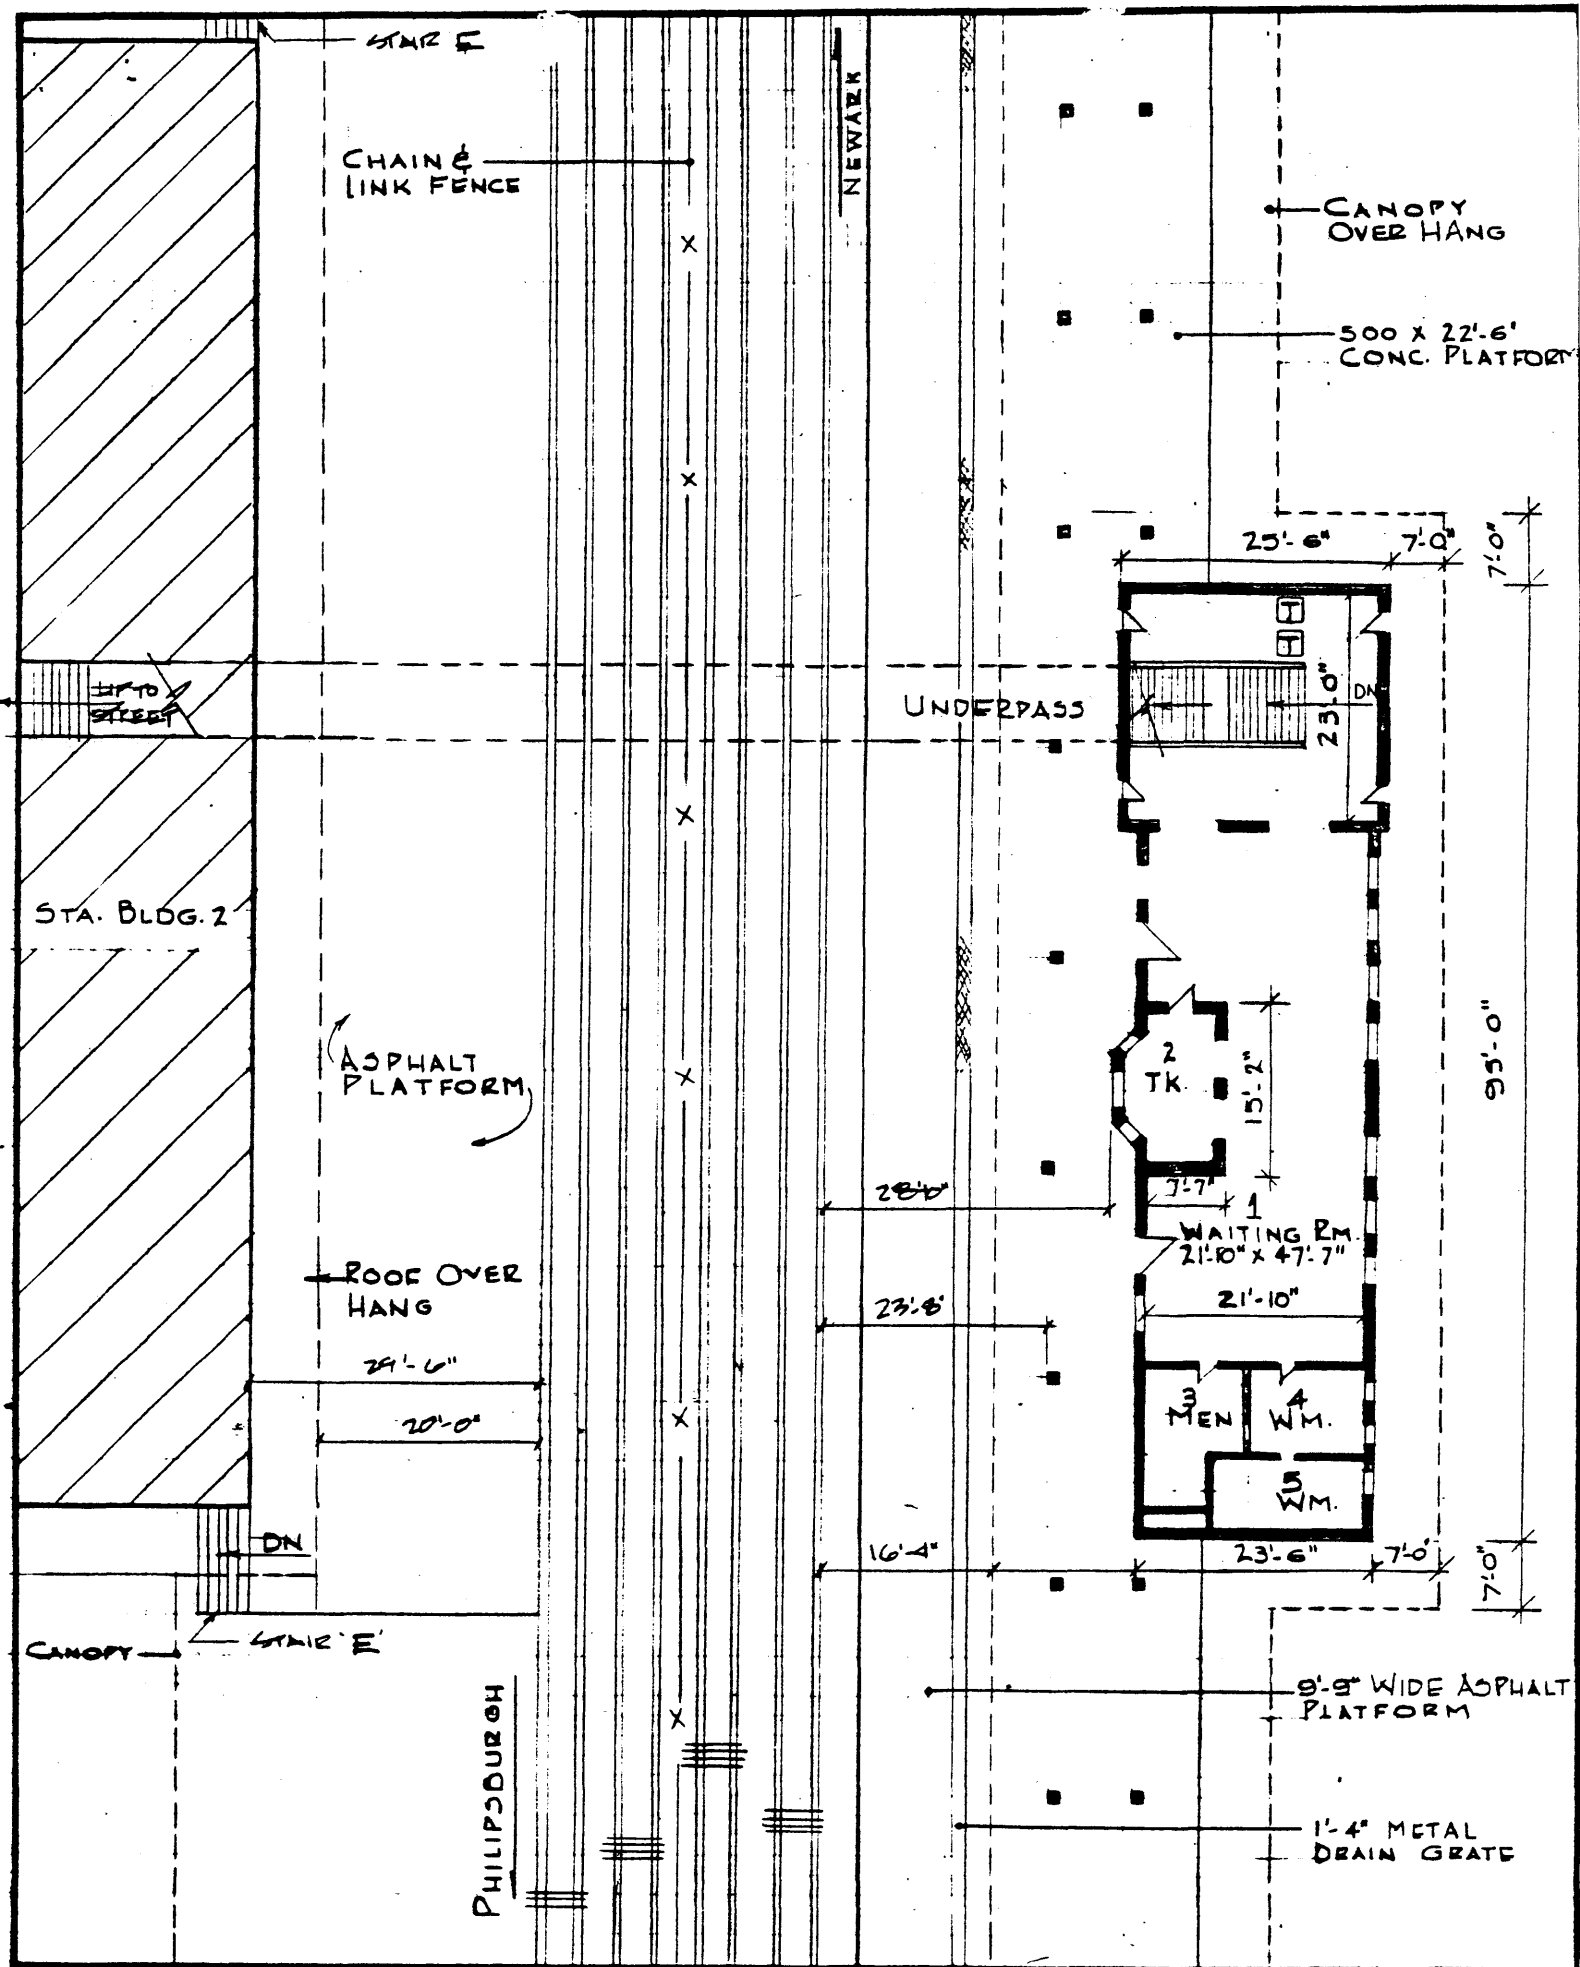 STAIR E
NEWARK
CHAIN &
LINK FENCE
CANOPY
OVER HANG
500 X 22'-6'
CONC. PLATFORM
25'-6"
7'-0"
7'-0"
T
T
UP TO
STREET
UNDERPASS
23'-0"
DN
STA. BLDG. 2
95'-0"
ASPHALT
PLATFORM
2
TK.
15'-2"
7'-7"
1
WAITING RM.
21'-10" X 47'-7"
21'-10"
ROOF OVER
HANG
23'-8'
29'-6"
20'-0"
3
MEN
4
WM.
5
WM.
DN
16'-4"
23'-6"
7'-0"
7'-0"
STAIR 'E'
CANOPY
PHILIPSBURGH
9'-9" WIDE ASPHALT
PLATFORM
1'-4" METAL
DRAIN GRATE